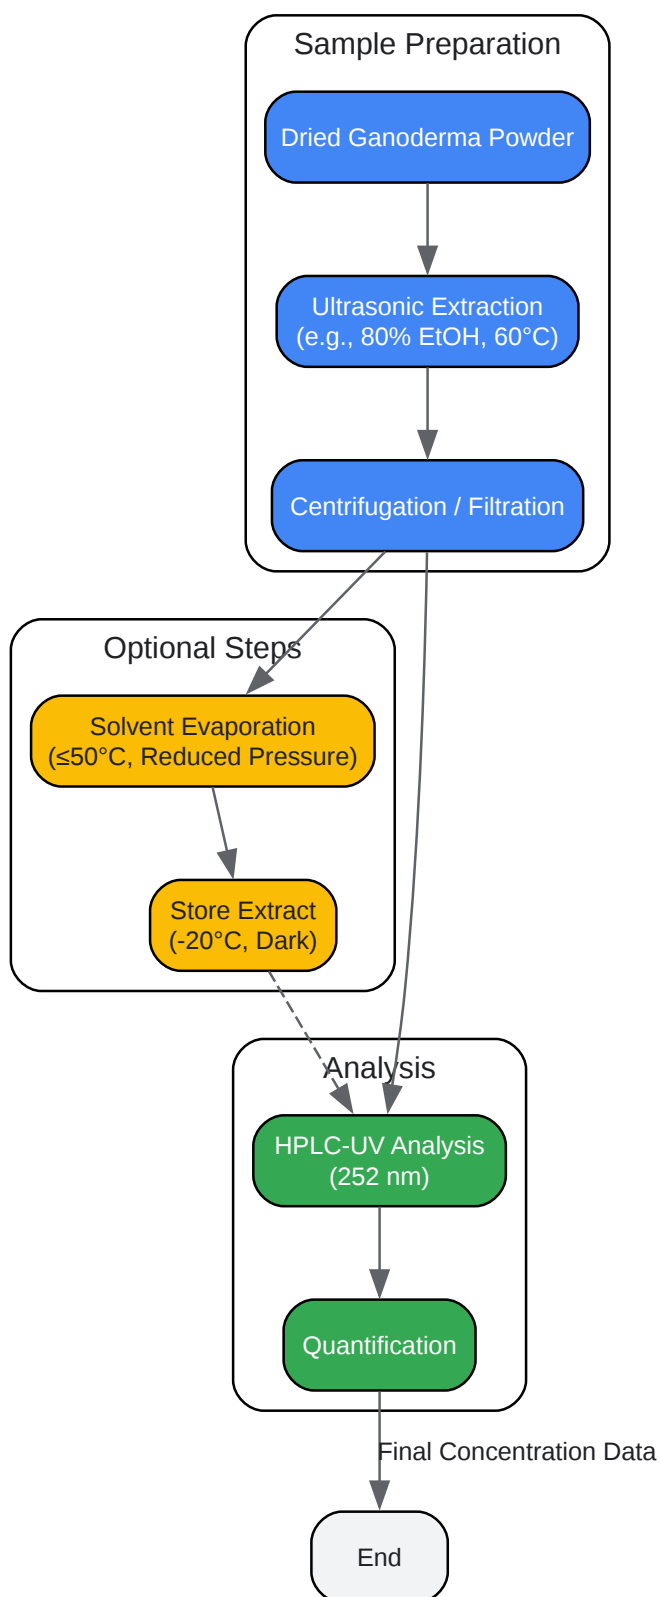 Sample Preparation
Dried Ganoderma Powder
Ultrasonic Extraction
(e.g., 80% EtOH, 60°C)
Centrifugation / Filtration
Optional Steps
Solvent Evaporation
(≤50°C, Reduced Pressure)
Store Extract
(-20°C, Dark)
Analysis
HPLC-UV Analysis
(252 nm)
Quantification
Final Concentration Data
End